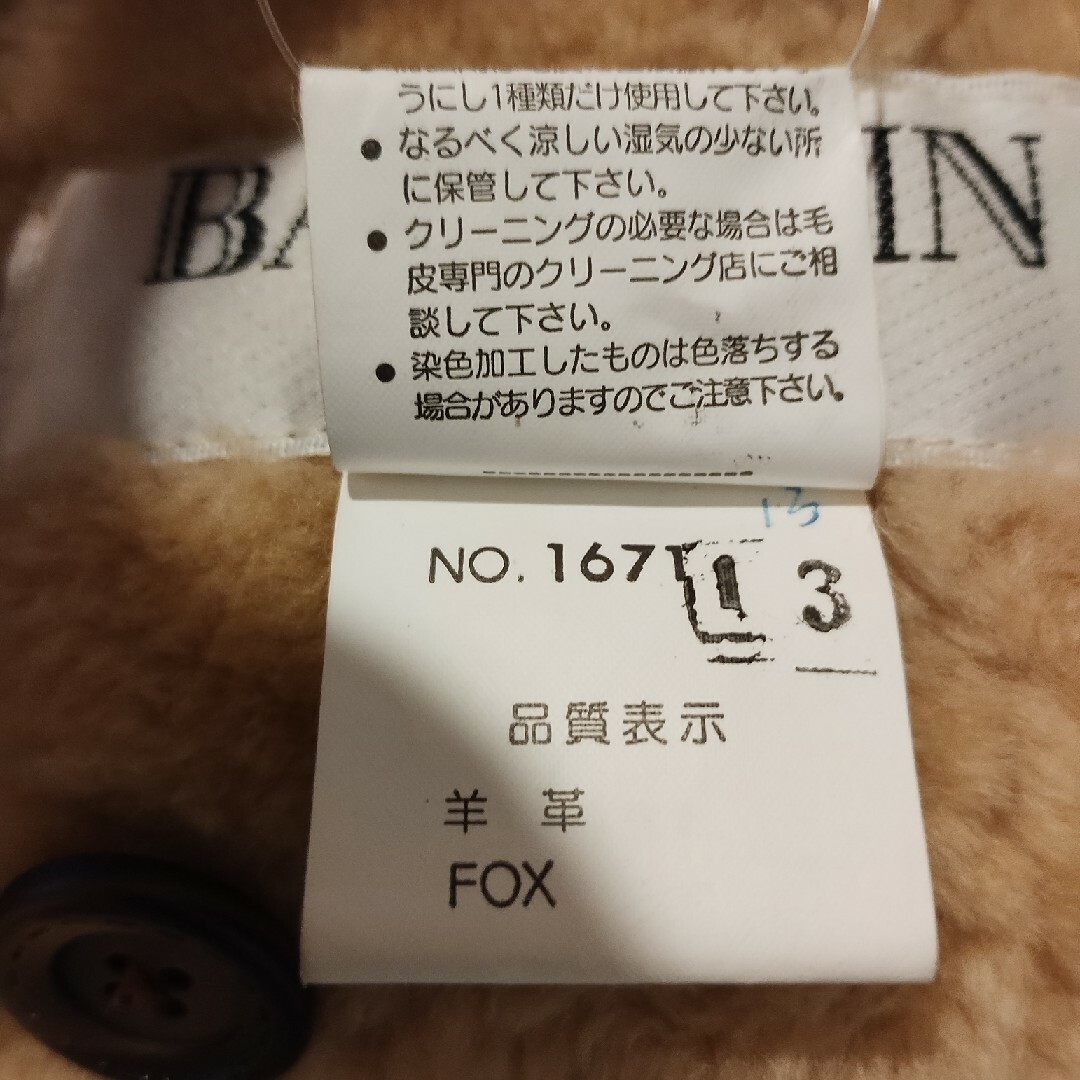 うにし1種類だけ使用して下さい。
● なるべく涼しい湿気の少ない所
に保管して下さい。
● クリーニングの必要な場合は毛
皮専門のクリーニング店にご相
談して下さい。
● 染色加工したものは色落ちする
場合がありますのでご注意下さい。
BA
IN
13
NO. 1671
1 3
品質表示
羊 革
FOX